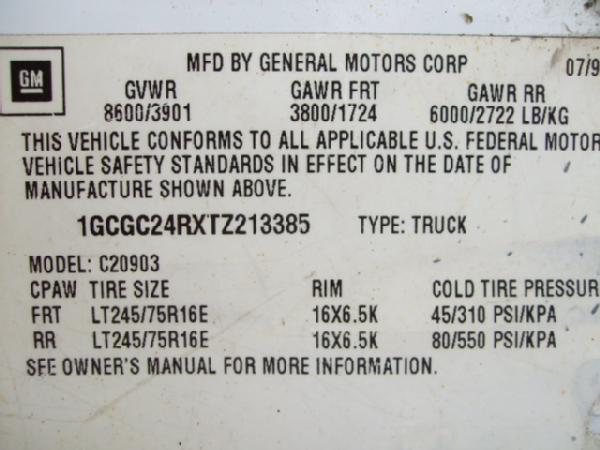 GM
MFD BY GENERAL MOTORS CORP 07/9
GVWR GAWR FRT GAWR RR
8600/3901 3800/1724 6000/2722 LB/KG
THIS VEHICLE CONFORMS TO ALL APPLICABLE U.S. FEDERAL MOTOR
VEHICLE SAFETY STANDARDS IN EFFECT ON THE DATE OF
MANUFACTURE SHOWN ABOVE.
1GCGC24RXTZ213385 TYPE: TRUCK
MODEL: C20903
CPAW TIRE SIZE RIM COLD TIRE PRESSUR
FRT LT245/75R16E 16X6.5K 45/310 PSI/KPA
RR LT245/75R16E 16X6.5K 80/550 PSI/KPA
SEE OWNER'S MANUAL FOR MORE INFORMATION.